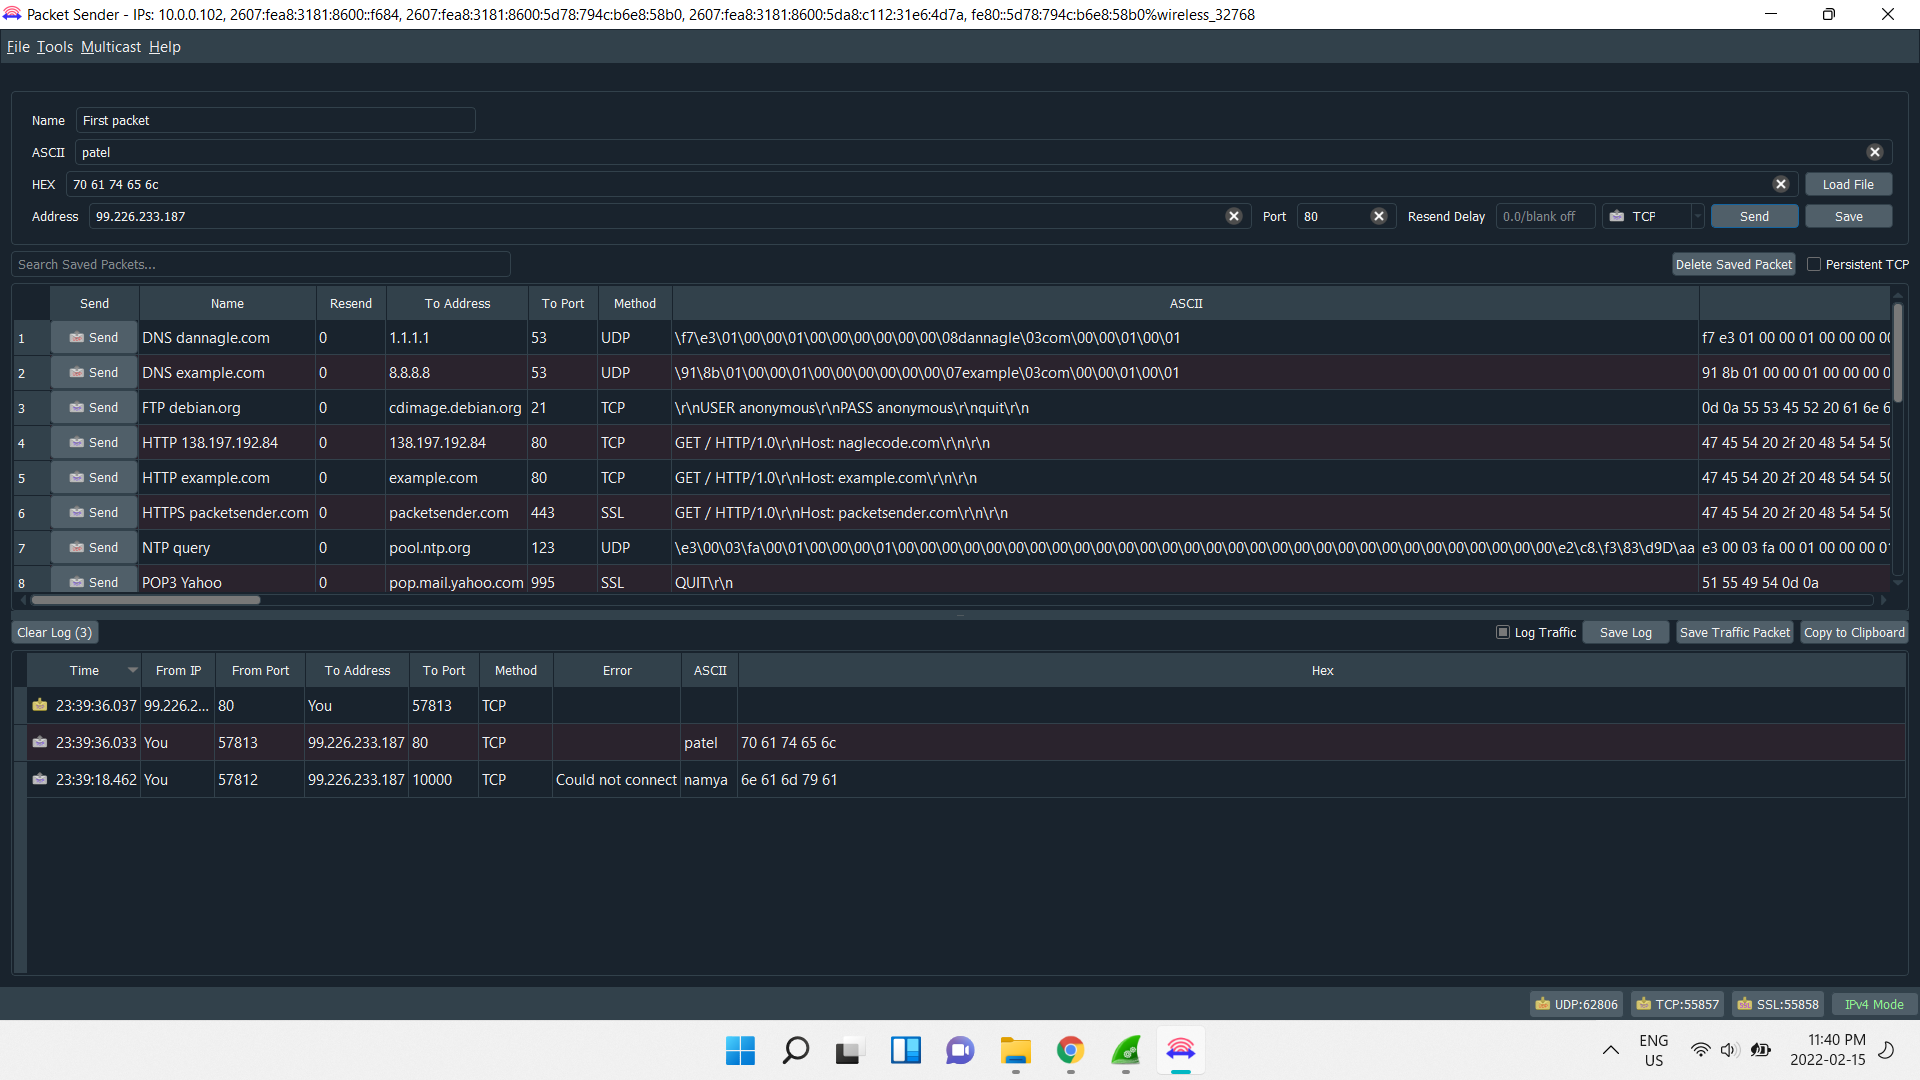 Packet Sender - IPs: 10.0.0.102, 2607:fea8:3181:8600::f684, 2607:fea8:3181:8600:5d78:794c:b6e8:58b0, 2607:fea8:3181:8600:5da8:c112:31e6:4d7a, fe80::5d78:794c:b6e8:58b0%wireless_32768
File Tools Multicast Help
Name First packet
ASCII patel
HEX 70 61 74 65 6c Load File
Address 99.226.233.187 Port 80 Resend Delay 0.0/blank off TCP Send Save
Search Saved Packets... Delete Saved Packet Persistent TCP
Send Name Resend To Address To Port Method ASCII
1 Send DNS dannagle.com 0 1.1.1.1 53 UDP \f7\e3\01\00\00\01\00\00\00\00\00\00\08dannagle\03com\00\00\01\00\01 f7 e3 01 00 00 01 00 00 00 00
2 Send DNS example.com 0 8.8.8.8 53 UDP \91\8b\01\00\00\01\00\00\00\00\00\00\07example\03com\00\00\01\00\01 91 8b 01 00 00 01 00 00 00 0
3 Send FTP debian.org 0 cdimage.debian.org 21 TCP \r\nUSER anonymous\r\nPASS anonymous\r\nquit\r\n 0d 0a 55 53 45 52 20 61 6e 6
4 Send HTTP 138.197.192.84 0 138.197.192.84 80 TCP GET / HTTP/1.0\r\nHost: naglecode.com\r\n\r\n 47 45 54 20 2f 20 48 54 54 50
5 Send HTTP example.com 0 example.com 80 TCP GET / HTTP/1.0\r\nHost: example.com\r\n\r\n 47 45 54 20 2f 20 48 54 54 50
6 Send HTTPS packetsender.com 0 packetsender.com 443 SSL GET / HTTP/1.0\r\nHost: packetsender.com\r\n\r\n 47 45 54 20 2f 20 48 54 54 50
7 Send NTP query 0 pool.ntp.org 123 UDP \e3\00\03\fa\00\01\00\00\00\01\00\00\00\00\00\00\00\00\00\00\00\00\00\00\00\00\00\00\00\00\00\00\00\00\00\00\00\00\00\00\e2\c8.\f3\83\d9D\aa e3 00 03 fa 00 01 00 00 00 01
8 Send POP3 Yahoo 0 pop.mail.yahoo.com 995 SSL QUIT\r\n 51 55 49 54 0d 0a
Clear Log (3) Log Traffic Save Log Save Traffic Packet Copy to Clipboard
Time From IP From Port To Address To Port Method Error ASCII Hex
23:39:36.037 99.226.2... 80 You 57813 TCP
23:39:36.033 You 57813 99.226.233.187 80 TCP patel 70 61 74 65 6c
23:39:18.462 You 57812 99.226.233.187 10000 TCP Could not connect namya 6e 61 6d 79 61
UDP:62806 TCP:55857 SSL:55858 IPv4 Mode
ENG
US
11:40 PM
2022-02-15